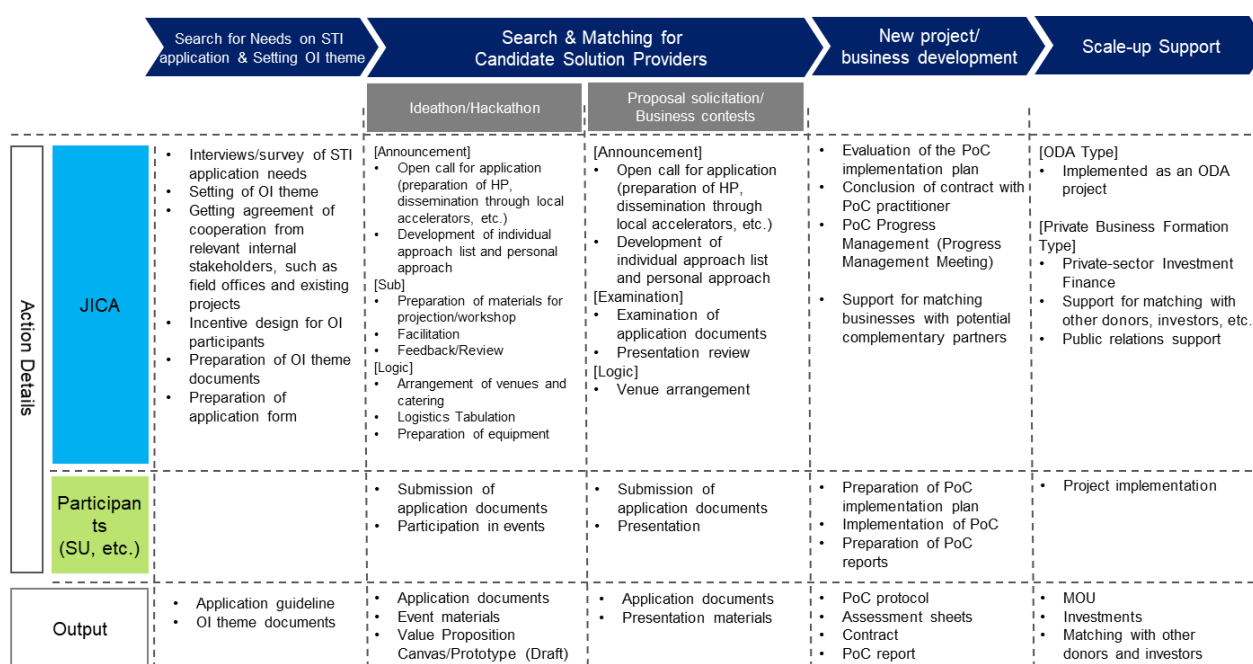 Search for Needs on STI
application & Setting OI theme
Search & Matching for
Candidate Solution Providers
New project/
business development
Scale-up Support
Ideathon/Hackathon
Proposal solicitation/
Business contests
Action Details
JICA
• Interviews/survey of STI
application needs
• Setting of OI theme
• Getting agreement of
cooperation from
relevant internal
stakeholders, such as
field offices and existing
projects
• Incentive design for OI
participants
• Preparation of OI theme
documents
• Preparation of
application form
[Announcement]
• Open call for application
(preparation of HP,
dissemination through
local accelerators, etc.)
• Development of individual
approach list and personal
approach
[Sub]
• Preparation of materials for
projection/workshop
• Facilitation
• Feedback/Review
[Logic]
• Arrangement of venues and
catering
• Logistics Tabulation
• Preparation of equipment
[Announcement]
• Open call for application
(preparation of HP,
dissemination through
local accelerators, etc.)
• Development of
individual approach list
and personal approach
[Examination]
• Examination of
application documents
• Presentation review
[Logic]
• Venue arrangement
• Evaluation of the PoC
implementation plan
• Conclusion of contract with
PoC practitioner
• PoC Progress
Management (Progress
Management Meeting)
• Support for matching
businesses with potential
complementary partners
[ODA Type]
• Implemented as an ODA
project
[Private Business Formation
Type]
• Private-sector Investment
Finance
• Support for matching with
other donors, investors, etc.
• Public relations support
Participan
ts
(SU, etc.)
• Submission of
application documents
• Participation in events
• Submission of
application documents
• Presentation
• Preparation of PoC
implementation plan
• Implementation of PoC
• Preparation of PoC
reports
• Project implementation
Output
• Application guideline
• OI theme documents
• Application documents
• Event materials
• Value Proposition
Canvas/Prototype (Draft)
• Application documents
• Presentation materials
• PoC protocol
• Assessment sheets
• Contract
• PoC report
• MOU
• Investments
• Matching with other
donors and investors